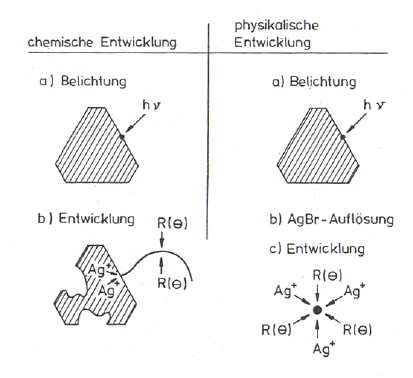 chemische Entwicklung
a) Belichtung
hν
b) Entwicklung
R(⊖)
Ag⁺
Ag⁺
R(⊖)
physikalische
Entwicklung
a) Belichtung
hν
b) AgBr-Auflösung
c) Entwicklung
R(⊖)
Ag⁺ Ag⁺
R(⊖) R(⊖)
Ag⁺